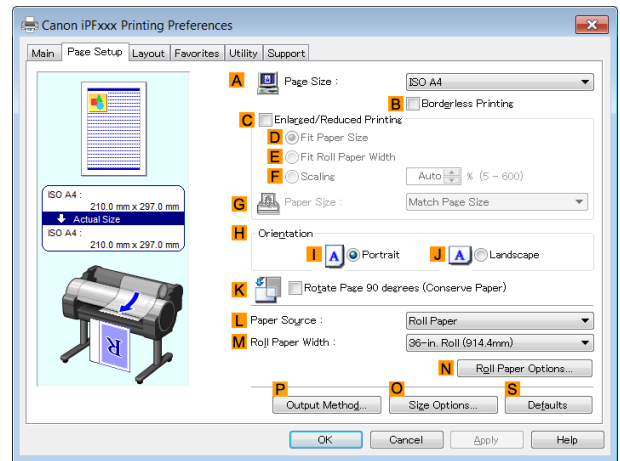 Canon iPFxxx Printing Preferences
Main Page Setup Layout Favorites Utility Support
A Page Size : ISO A4
B Borderless Printing
C Enlarged/Reduced Printing
D Fit Paper Size
E Fit Roll Paper Width
F Scaling Auto % (5 - 600)
G Paper Size : Match Page Size
ISO A4 :
210.0 mm x 297.0 mm
Actual Size
ISO A4 :
210.0 mm x 297.0 mm
H Orientation
I A Portrait J A Landscape
K Rotate Page 90 degrees (Conserve Paper)
L Paper Source : Roll Paper
M Roll Paper Width : 36-in. Roll (914.4mm)
R
N Roll Paper Options...
P O S
Output Method... Size Options... Defaults
OK Cancel Apply Help